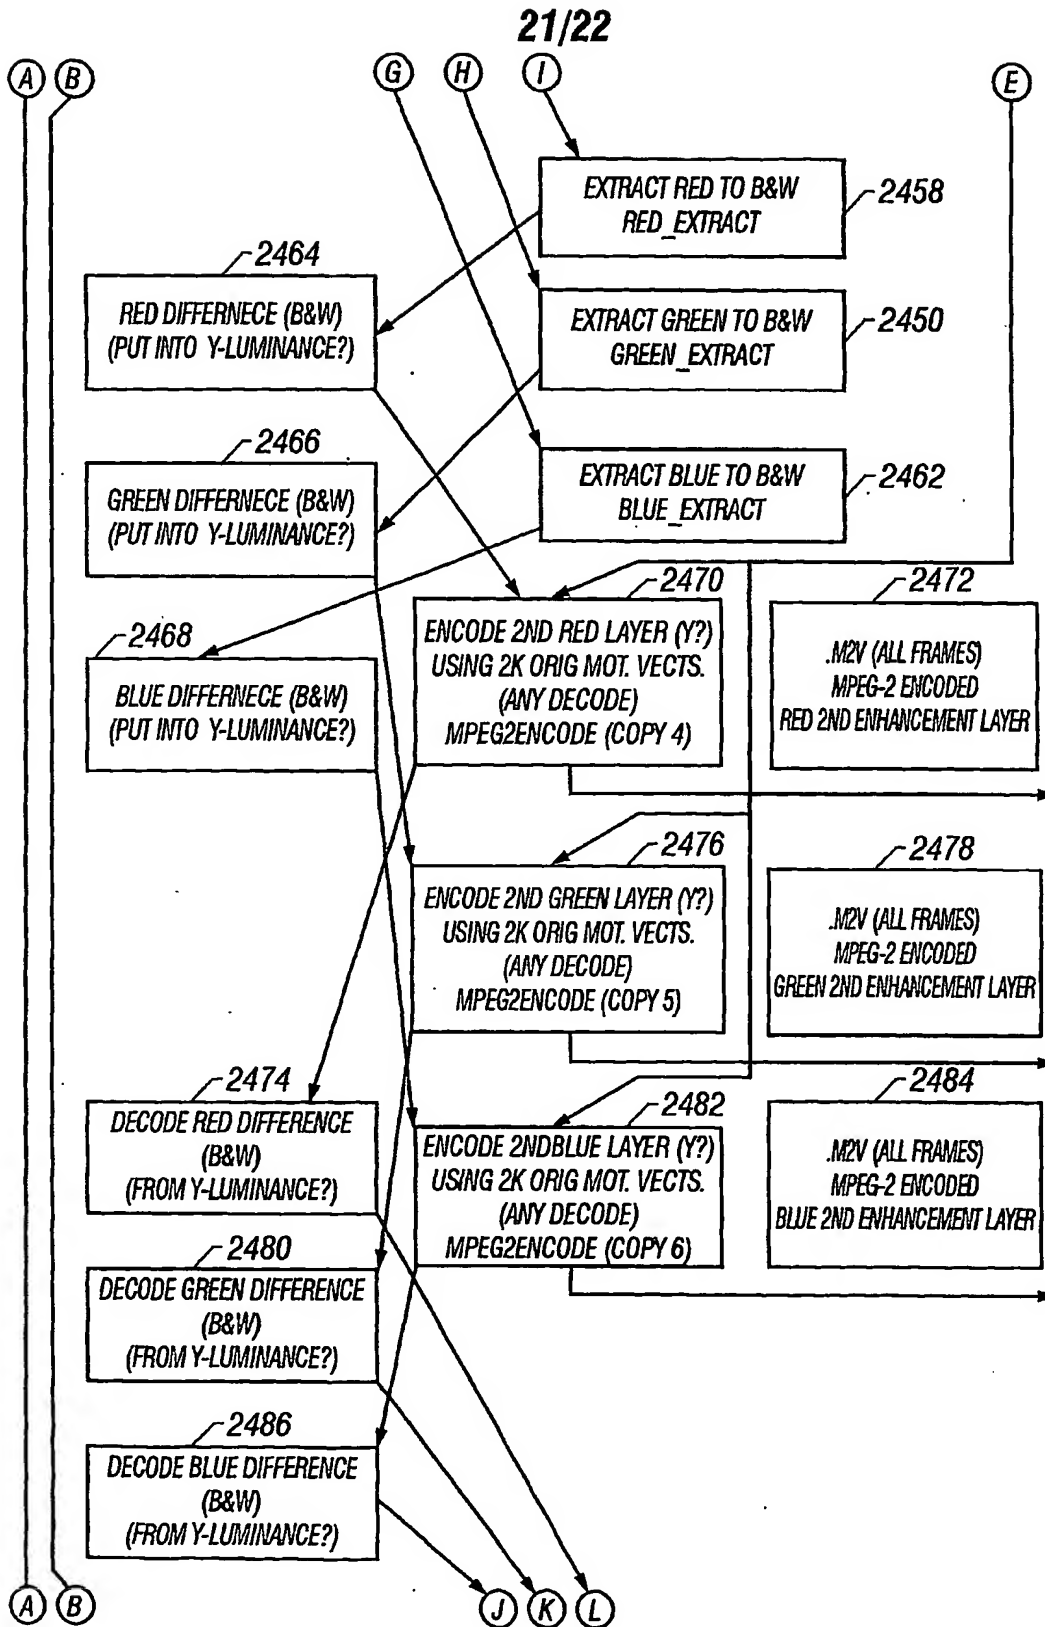 21/22
A B G H I E
EXTRACT RED TO B&W
RED_EXTRACT
2458
2464
RED DIFFERNECE (B&W)
(PUT INTO Y-LUMINANCE?)
EXTRACT GREEN TO B&W
GREEN_EXTRACT
2450
2466
GREEN DIFFERNECE (B&W)
(PUT INTO Y-LUMINANCE?)
EXTRACT BLUE TO B&W
BLUE_EXTRACT
2462
2468
BLUE DIFFERNECE (B&W)
(PUT INTO Y-LUMINANCE?)
2470
ENCODE 2ND RED LAYER (Y?)
USING 2K ORIG MOT. VECTS.
(ANY DECODE)
MPEG2ENCODE (COPY 4)
2472
.M2V (ALL FRAMES)
MPEG-2 ENCODED
RED 2ND ENHANCEMENT LAYER
2476
ENCODE 2ND GREEN LAYER (Y?)
USING 2K ORIG MOT. VECTS.
(ANY DECODE)
MPEG2ENCODE (COPY 5)
2478
.M2V (ALL FRAMES)
MPEG-2 ENCODED
GREEN 2ND ENHANCEMENT LAYER
2474
DECODE RED DIFFERENCE
(B&W)
(FROM Y-LUMINANCE?)
2482
ENCODE 2NDBLUE LAYER (Y?)
USING 2K ORIG MOT. VECTS.
(ANY DECODE)
MPEG2ENCODE (COPY 6)
2484
.M2V (ALL FRAMES)
MPEG-2 ENCODED
BLUE 2ND ENHANCEMENT LAYER
2480
DECODE GREEN DIFFERENCE
(B&W)
(FROM Y-LUMINANCE?)
2486
DECODE BLUE DIFFERENCE
(B&W)
(FROM Y-LUMINANCE?)
A B J K L